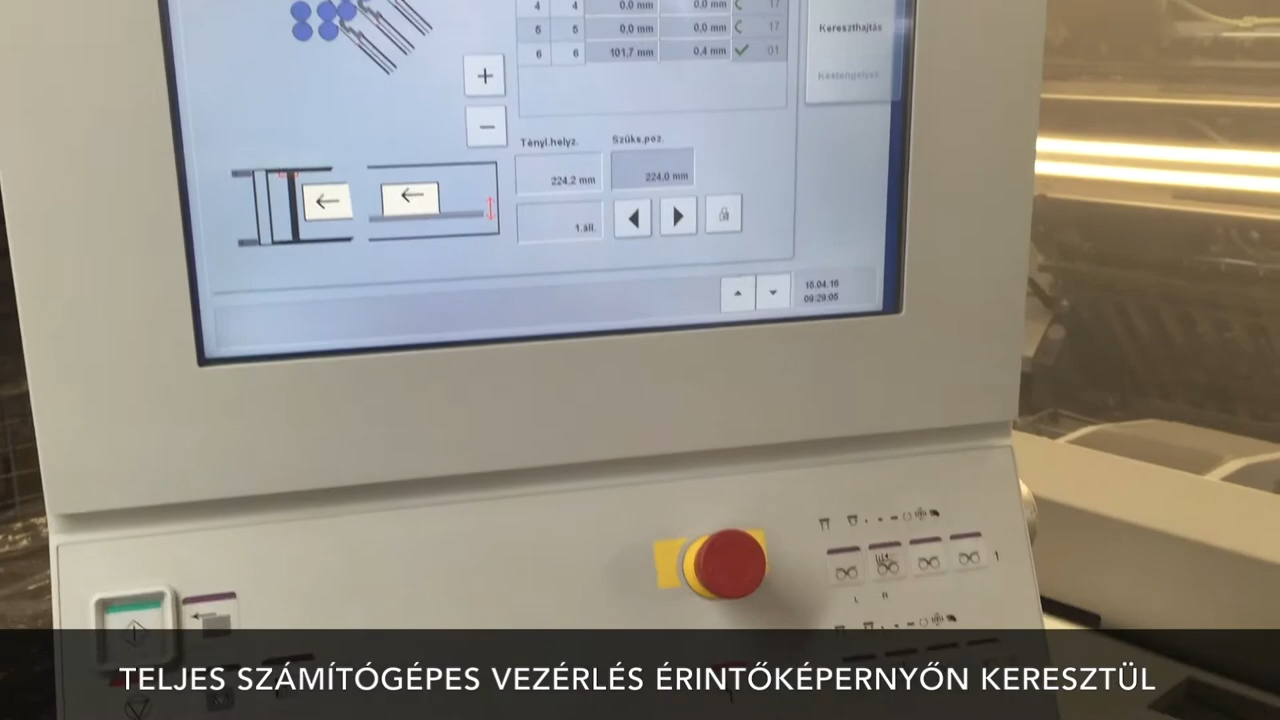 4 4 0,0 mm 0,0 mm 17
Kereszthajtás
5 5 0,0 mm 0,0 mm 17
6 6 101,7 mm 0,4 mm 01
Késtengelyek
+
−
Tényl.helyz. Szüks.poz.
224,2 mm 224,0 mm
1.áll.
15.04.16
09:29:05
1
L R
TELJES SZÁMÍTÓGÉPES VEZÉRLÉS ÉRINTŐKÉPERNYŐN KERESZTÜL